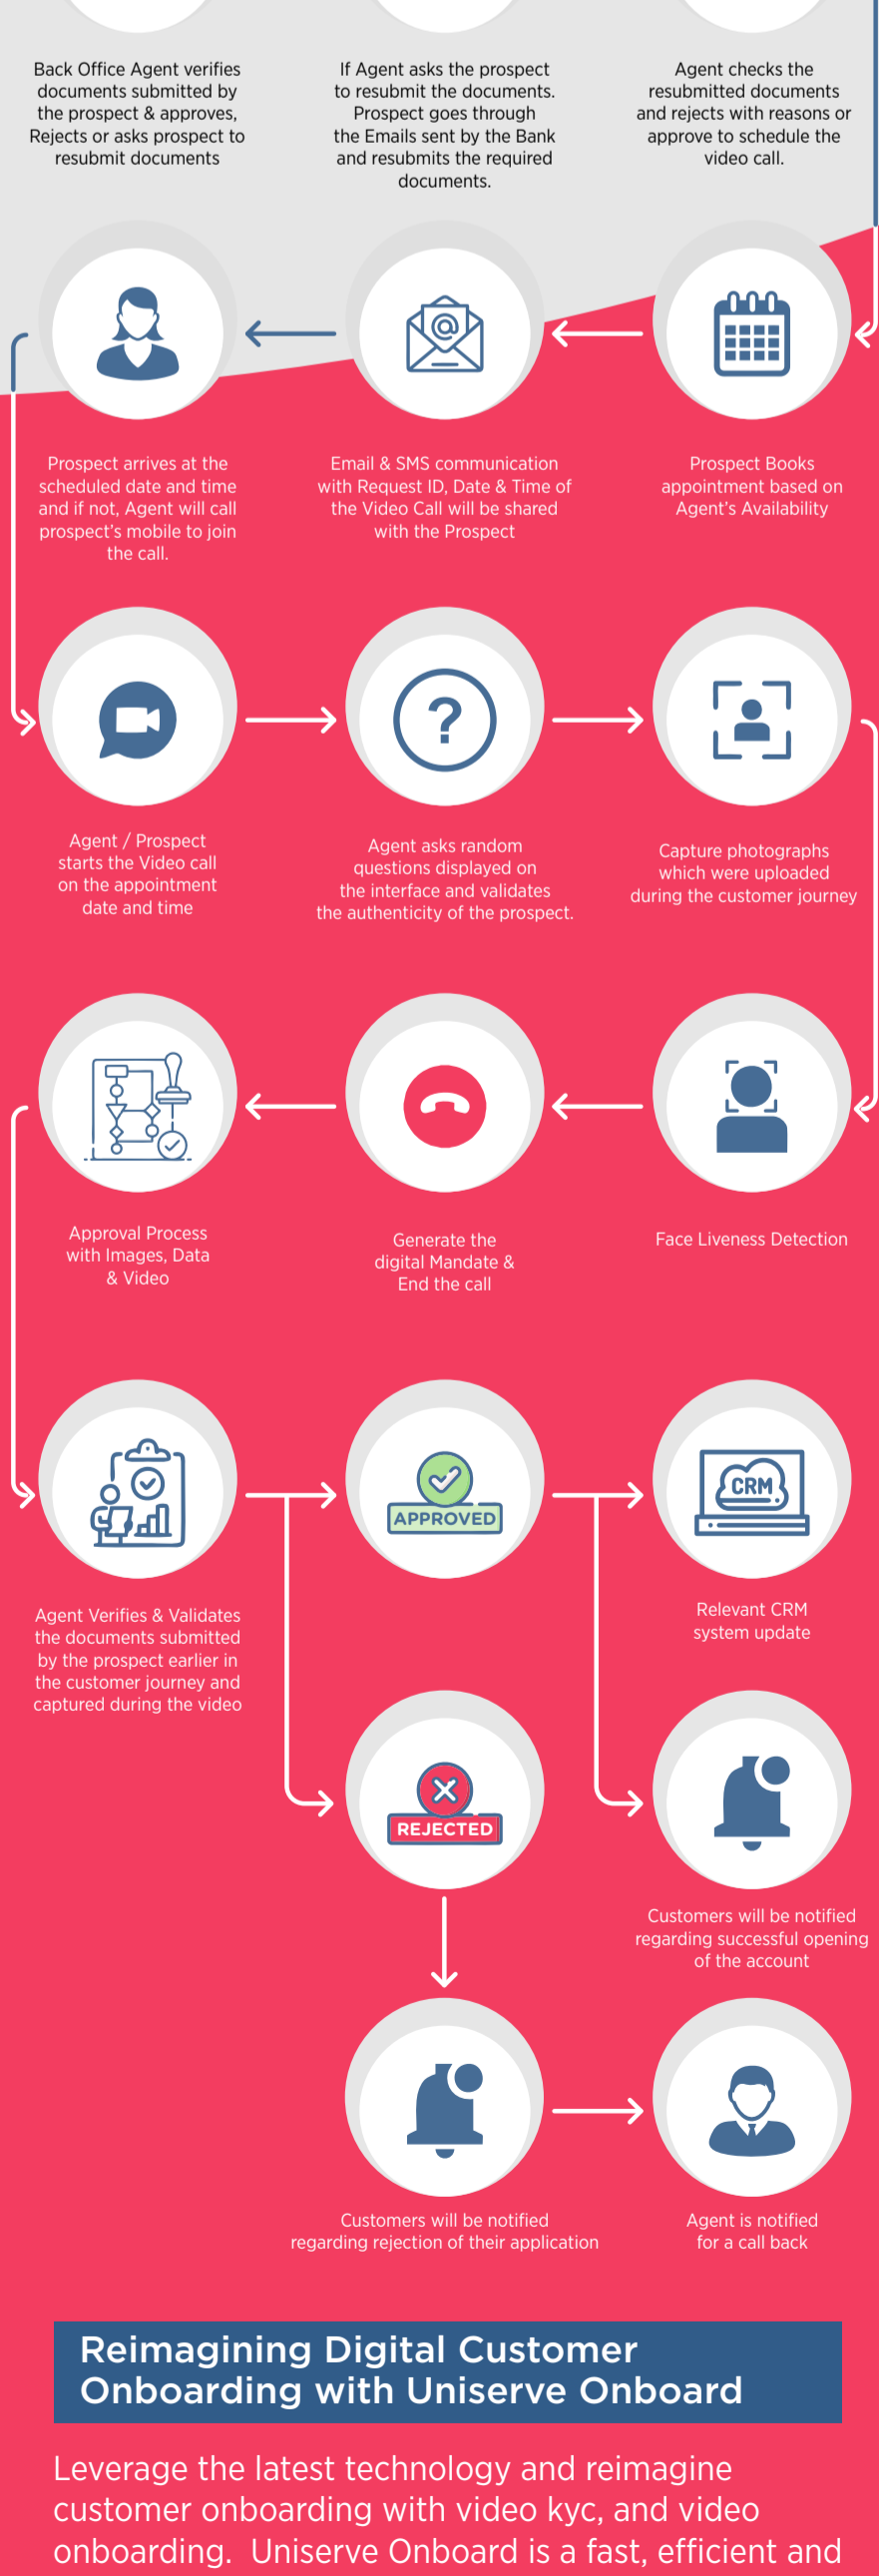 Back Office Agent verifies
documents submitted by
the prospect & approves,
Rejects or asks prospect to
resubmit documents
If Agent asks the prospect
to resubmit the documents.
Prospect goes through
the Emails sent by the Bank
and resubmits the required
documents.
Agent checks the
resubmitted documents
and rejects with reasons or
approve to schedule the
video call.
Prospect Books
appointment based on
Agent's Availability
Email & SMS communication
with Request ID, Date & Time of
the Video Call will be shared
with the Prospect
Prospect arrives at the
scheduled date and time
and if not, Agent will call
prospect's mobile to join
the call.
Agent / Prospect
starts the Video call
on the appointment
date and time
Agent asks random
questions displayed on
the interface and validates
the authenticity of the prospect.
Capture photographs
which were uploaded
during the customer journey
Face Liveness Detection
Generate the
digital Mandate &
End the call
Approval Process
with Images, Data
& Video
Agent Verifies & Validates
the documents submitted
by the prospect earlier in
the customer journey and
captured during the video
APPROVED
CRM
Relevant CRM
system update
REJECTED
Customers will be notified
regarding successful opening
of the account
Customers will be notified
regarding rejection of their application
Agent is notified
for a call back
Reimagining Digital Customer
Onboarding with Uniserve Onboard
Leverage the latest technology and reimagine
customer onboarding with video kyc, and video
onboarding. Uniserve Onboard is a fast, efficient and